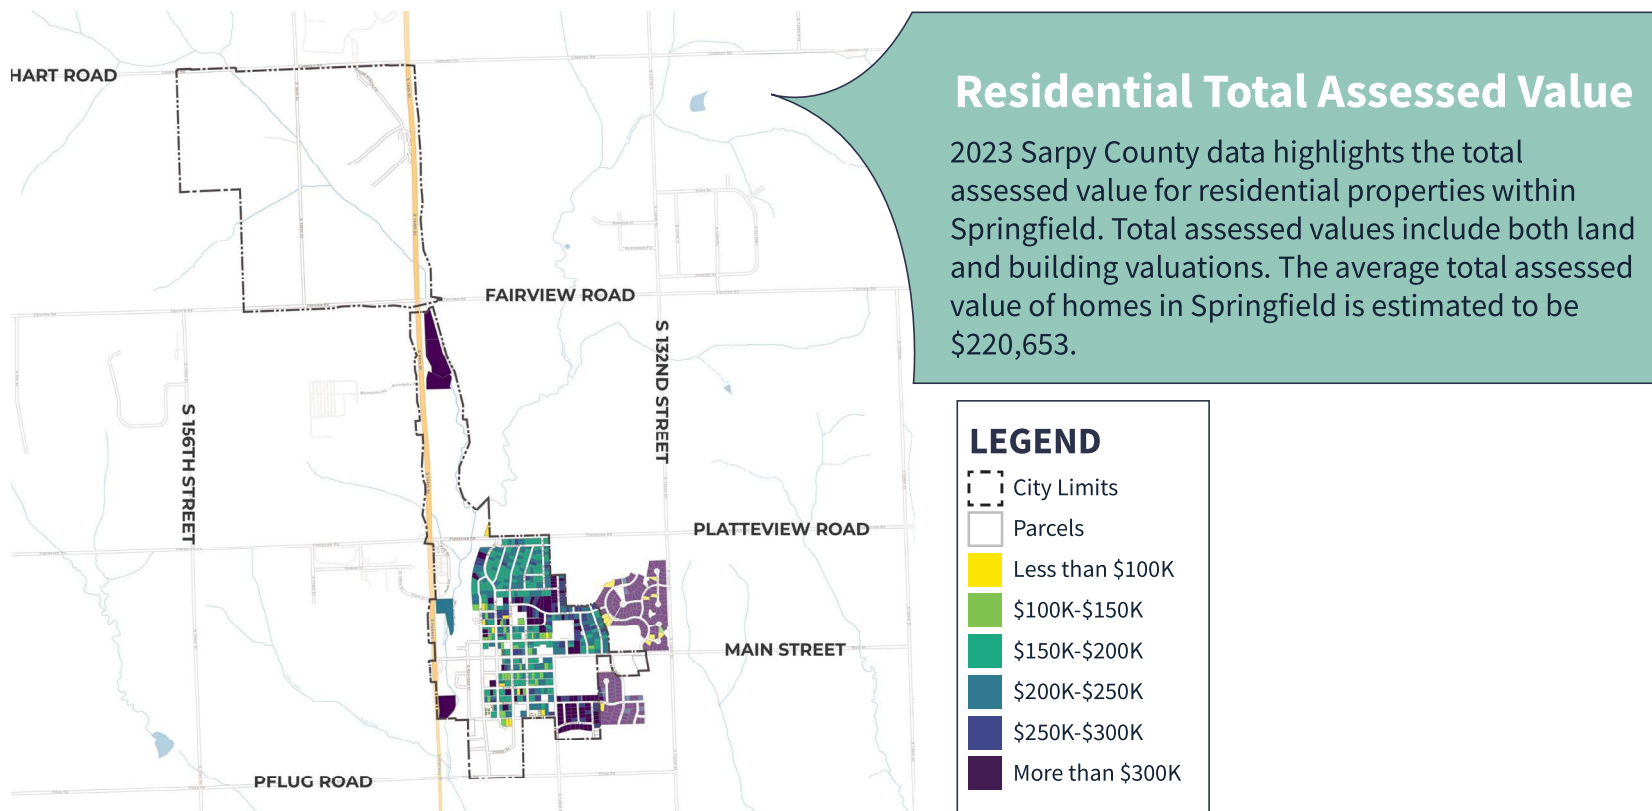 HART ROAD
Residential Total Assessed Value
2023 Sarpy County data highlights the total
assessed value for residential properties within
Springfield. Total assessed values include both land
and building valuations. The average total assessed
value of homes in Springfield is estimated to be
$220,653.
FAIRVIEW ROAD
S 132ND STREET
S 156TH STREET
PLATTEVIEW ROAD
MAIN STREET
PFLUG ROAD
LEGEND
City Limits
Parcels
Less than $100K
$100K-$150K
$150K-$200K
$200K-$250K
$250K-$300K
More than $300K